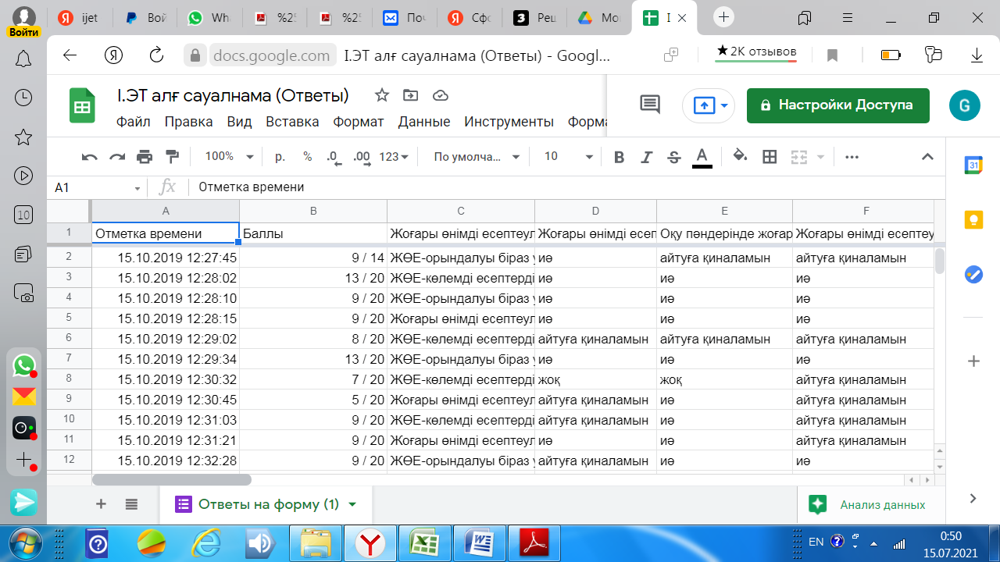 ijet Вой Wha %25 %25 Поч Сфо Реш Мо I
Войти
docs.google.com І.ЭТ алғ сауалнама (Ответы) - Googl... ★2K отзывов
І.ЭТ алғ сауалнама (Ответы)
Настройки Доступа
G
Файл Правка Вид Вставка Формат Данные Инструменты Форма
100% р. % .0 .00 123 По умолча... 10 B I S A
A1 fx Отметка времени
10
31
A B C D E F
1 Отметка времени Баллы Жоғары өнімді есептеул Жоғары өнімді есеп Оқу пәндерінде жоғар Жоғары өнімді есептеу
2 15.10.2019 12:27:45 9 / 14 ЖӨЕ-орындалуы біраз у иә айтуға қиналамын айтуға қиналамын
3 15.10.2019 12:28:02 13 / 20 ЖӨЕ-көлемді есептерді иә иә иә
4 15.10.2019 12:28:10 9 / 20 ЖӨЕ-орындалуы біраз у иә иә иә
5 15.10.2019 12:28:15 9 / 20 Жоғары өнімді есептеул иә иә иә
6 15.10.2019 12:29:02 8 / 20 ЖӨЕ-көлемді есептерді айтуға қиналамын айтуға қиналамын айтуға қиналамын
7 15.10.2019 12:29:34 13 / 20 ЖӨЕ-орындалуы біраз у иә иә иә
8 15.10.2019 12:30:32 7 / 20 ЖӨЕ-көлемді есептерді жоқ жоқ айтуға қиналамын
9 15.10.2019 12:30:45 5 / 20 Жоғары өнімді есептеул айтуға қиналамын иә айтуға қиналамын
10 15.10.2019 12:31:03 9 / 20 ЖӨЕ-көлемді есептерді айтуға қиналамын иә айтуға қиналамын
11 15.10.2019 12:31:21 9 / 20 Жоғары өнімді есептеул иә иә айтуға қиналамын
12 15.10.2019 12:32:28 9 / 20 ЖӨЕ-орындалуы біраз у айтуға қиналамын иә иә
Ответы на форму (1) Анализ данных
EN 0:50
15.07.2021